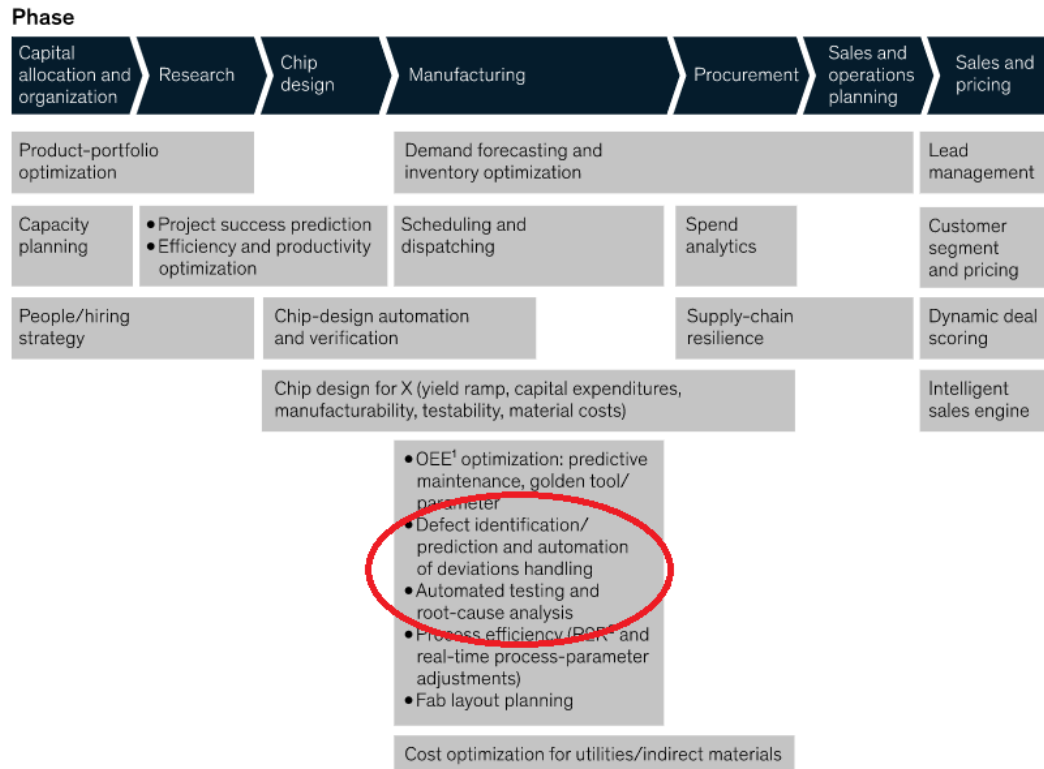 Phase
Capital
allocation and
organization
Research
Chip
design
Manufacturing
Procurement
Sales and
operations
planning
Sales and
pricing
Product-portfolio
optimization
Demand forecasting and
inventory optimization
Lead
management
Capacity
planning
• Project success prediction
• Efficiency and productivity
optimization
Scheduling and
dispatching
Spend
analytics
Customer
segment
and pricing
People/hiring
strategy
Chip-design automation
and verification
Supply-chain
resilience
Dynamic deal
scoring
Chip design for X (yield ramp, capital expenditures,
manufacturability, testability, material costs)
Intelligent
sales engine
• OEE¹ optimization: predictive
maintenance, golden tool/
parameter
• Defect identification/
prediction and automation
of deviations handling
• Automated testing and
root-cause analysis
• Process efficiency (R2R² and
real-time process-parameter
adjustments)
• Fab layout planning
Cost optimization for utilities/indirect materials